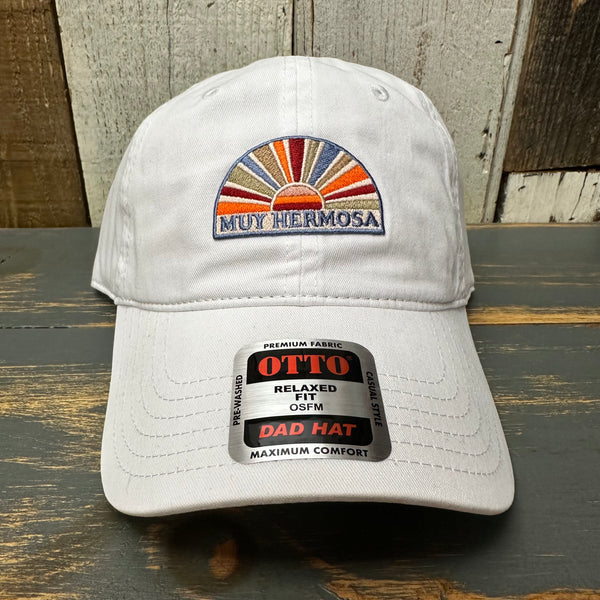 MUY HERMOSA
PREMIUM FABRIC
OTTO
PRE-WASHED
RELAXED
FIT
OSFM
CASUAL STYLE
DAD HAT
MAXIMUM COMFORT